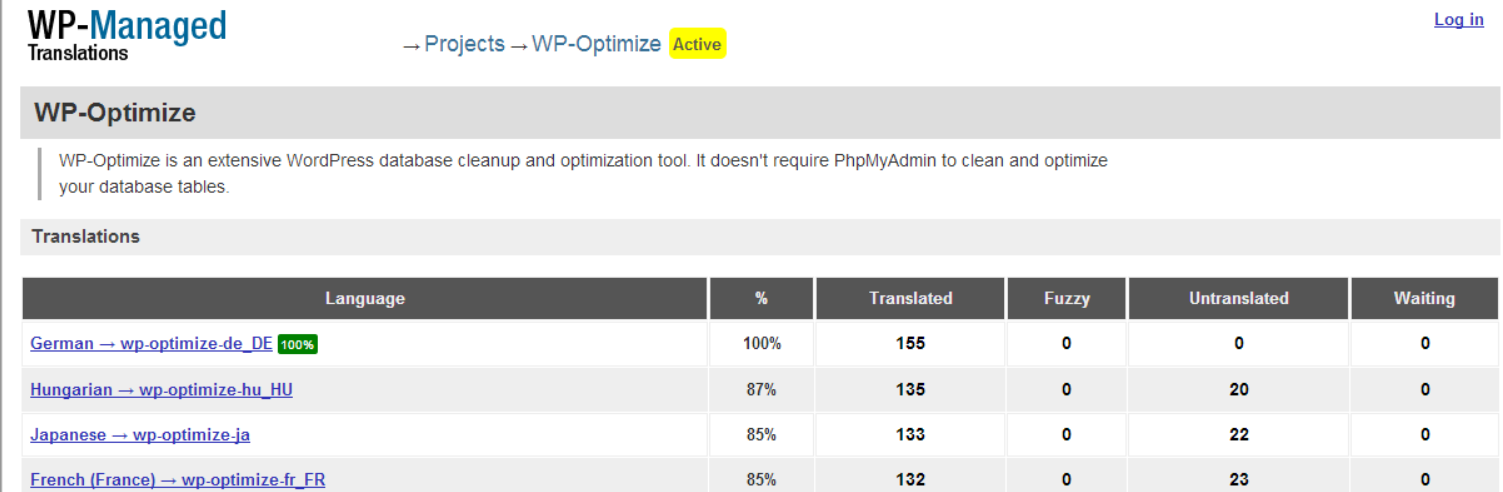 WP-Managed
Translations
→Projects →WP-Optimize Active
Log in
WP-Optimize
WP-Optimize is an extensive WordPress database cleanup and optimization tool. It doesn't require PhpMyAdmin to clean and optimize
your database tables.
Translations
Language % Translated Fuzzy Untranslated Waiting
German → wp-optimize-de_DE 100% 100% 155 0 0 0
Hungarian → wp-optimize-hu_HU 87% 135 0 20 0
Japanese → wp-optimize-ja 85% 133 0 22 0
French (France) → wp-optimize-fr_FR 85% 132 0 23 0